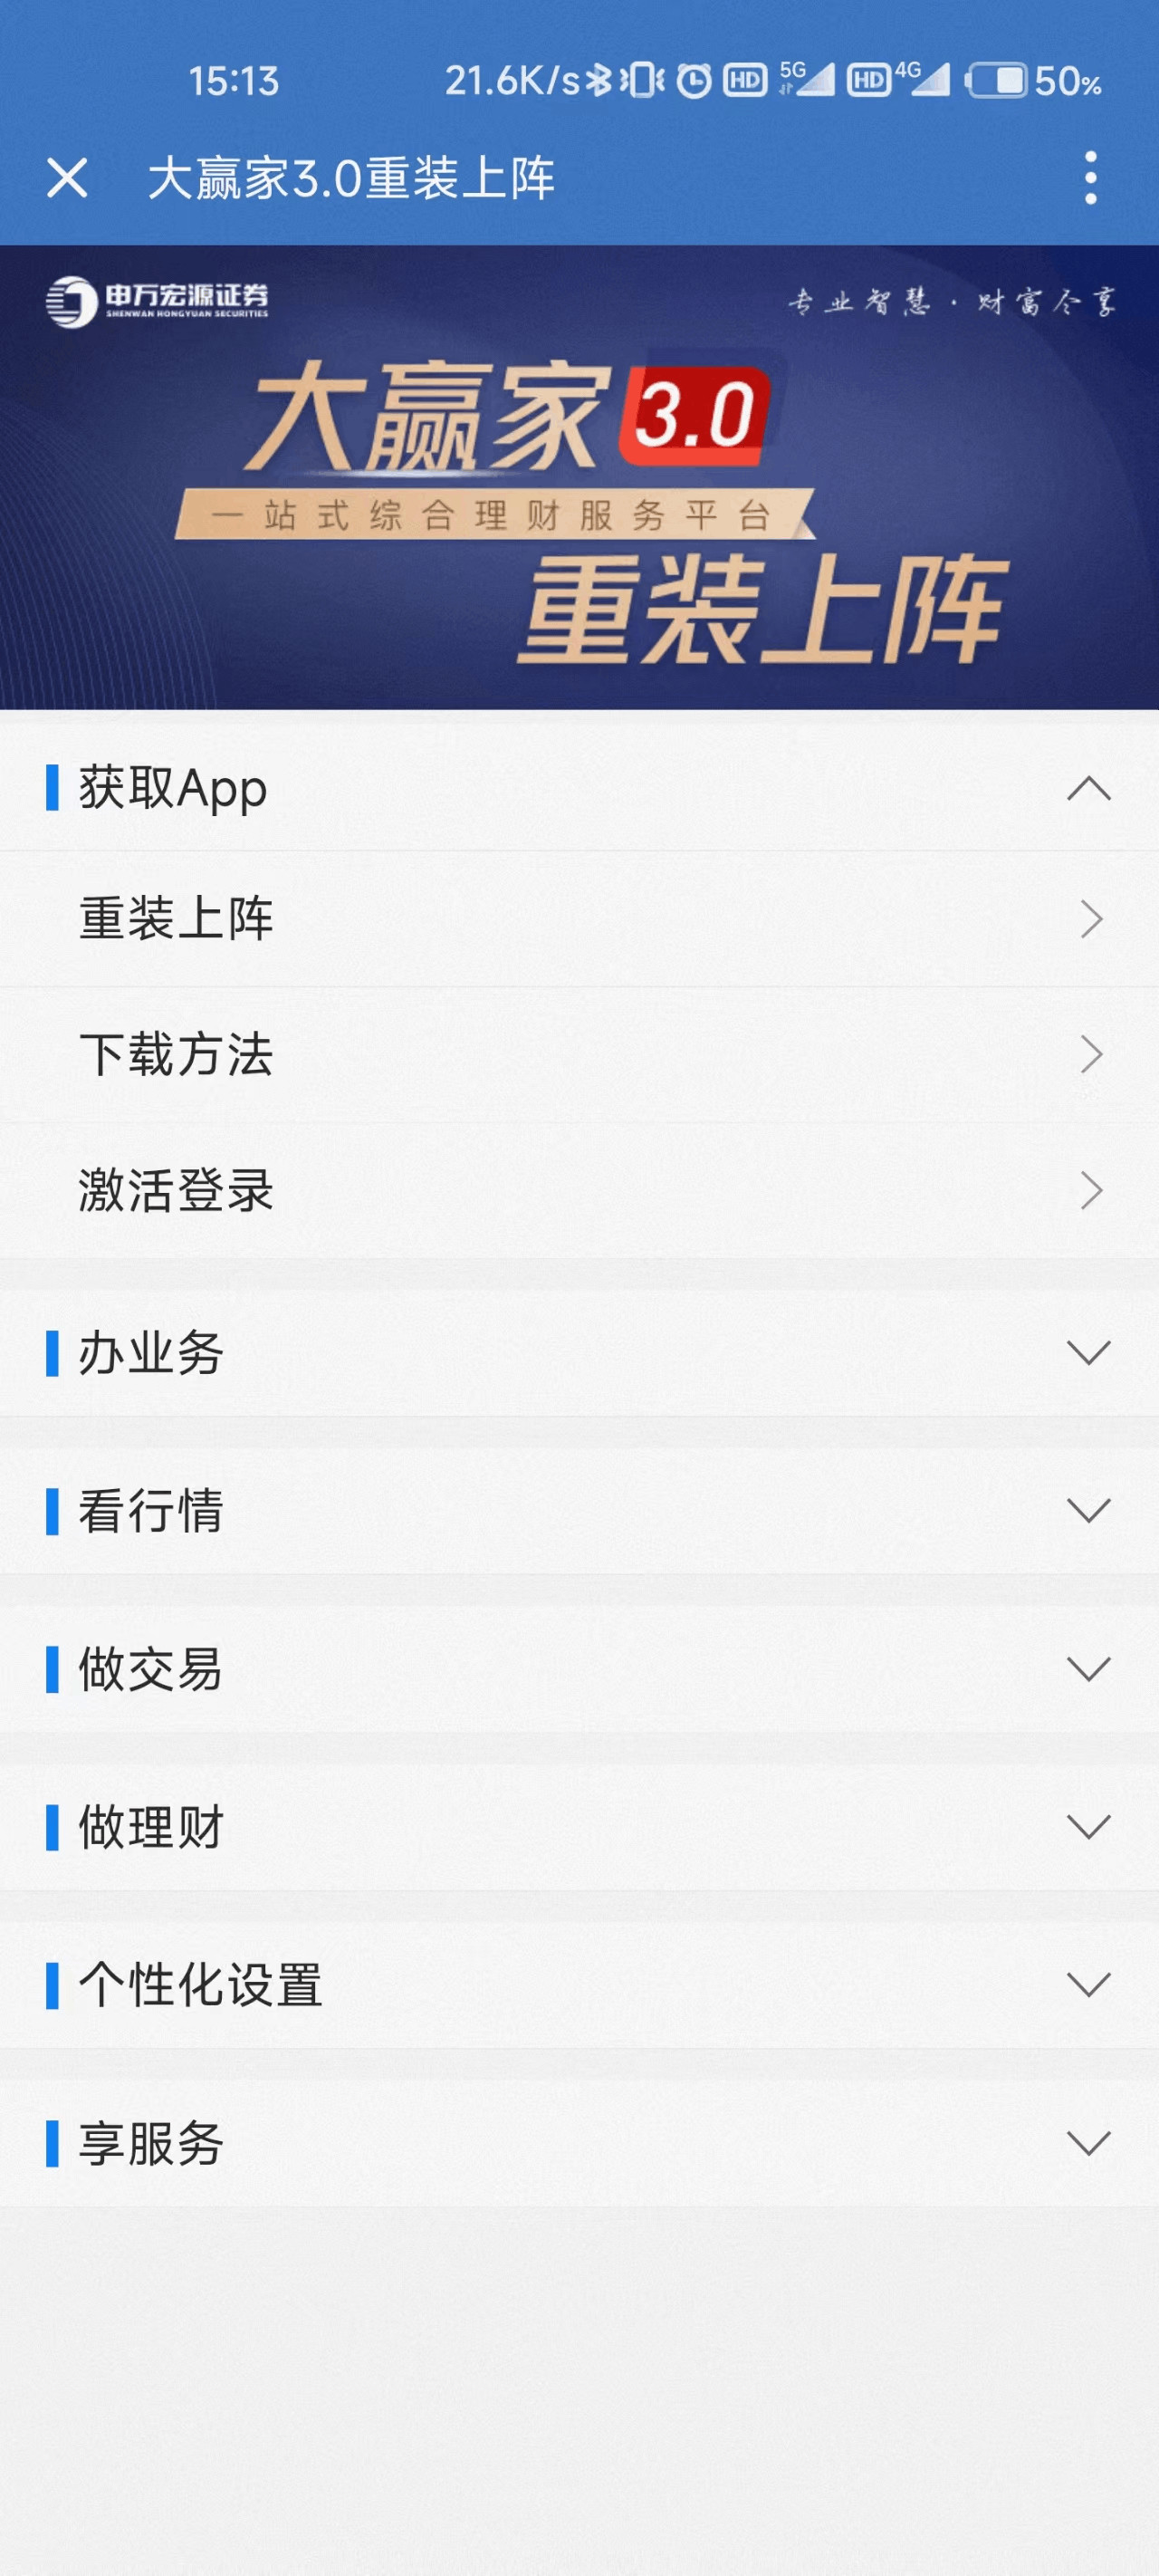 15:13 21.6K/s HD 5G HD 4G 50%
大赢家3.0重装上阵
申万宏源证券
SHENWAN HONGYUAN SECURITIES
专业智慧·财富尽享
大赢家3.0
一站式综合理财服务平台
重装上阵
获取App
重装上阵
下载方法
激活登录
办业务
看行情
做交易
做理财
个性化设置
享服务